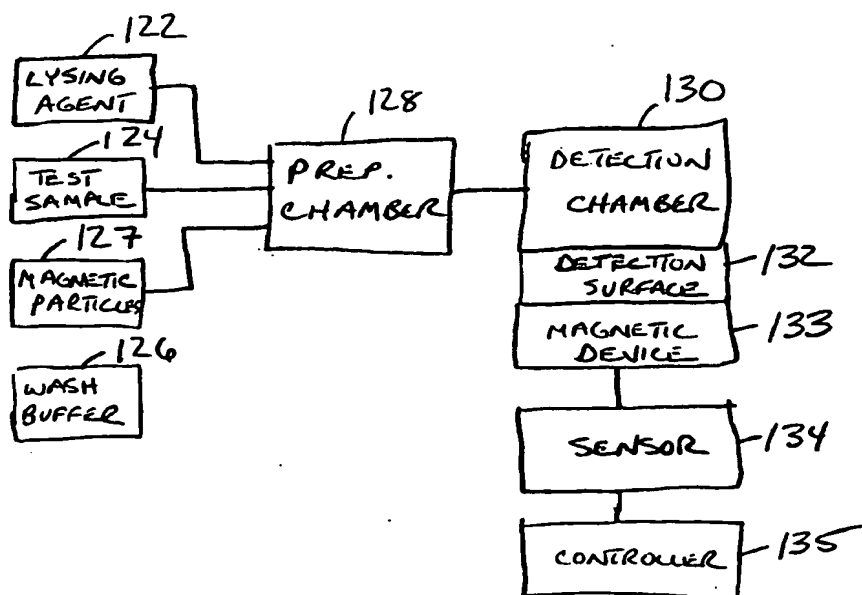 122
LYSING
AGENT
124
TEST
SAMPLE
127
MAGNETIC
PARTICLES
126
WASH
BUFFER
128
PREP.
CHAMBER
130
DETECTION
CHAMBER
DETECTION
SURFACE
132
MAGNETIC
DEVICE
133
SENSOR
134
CONTROLLER
135